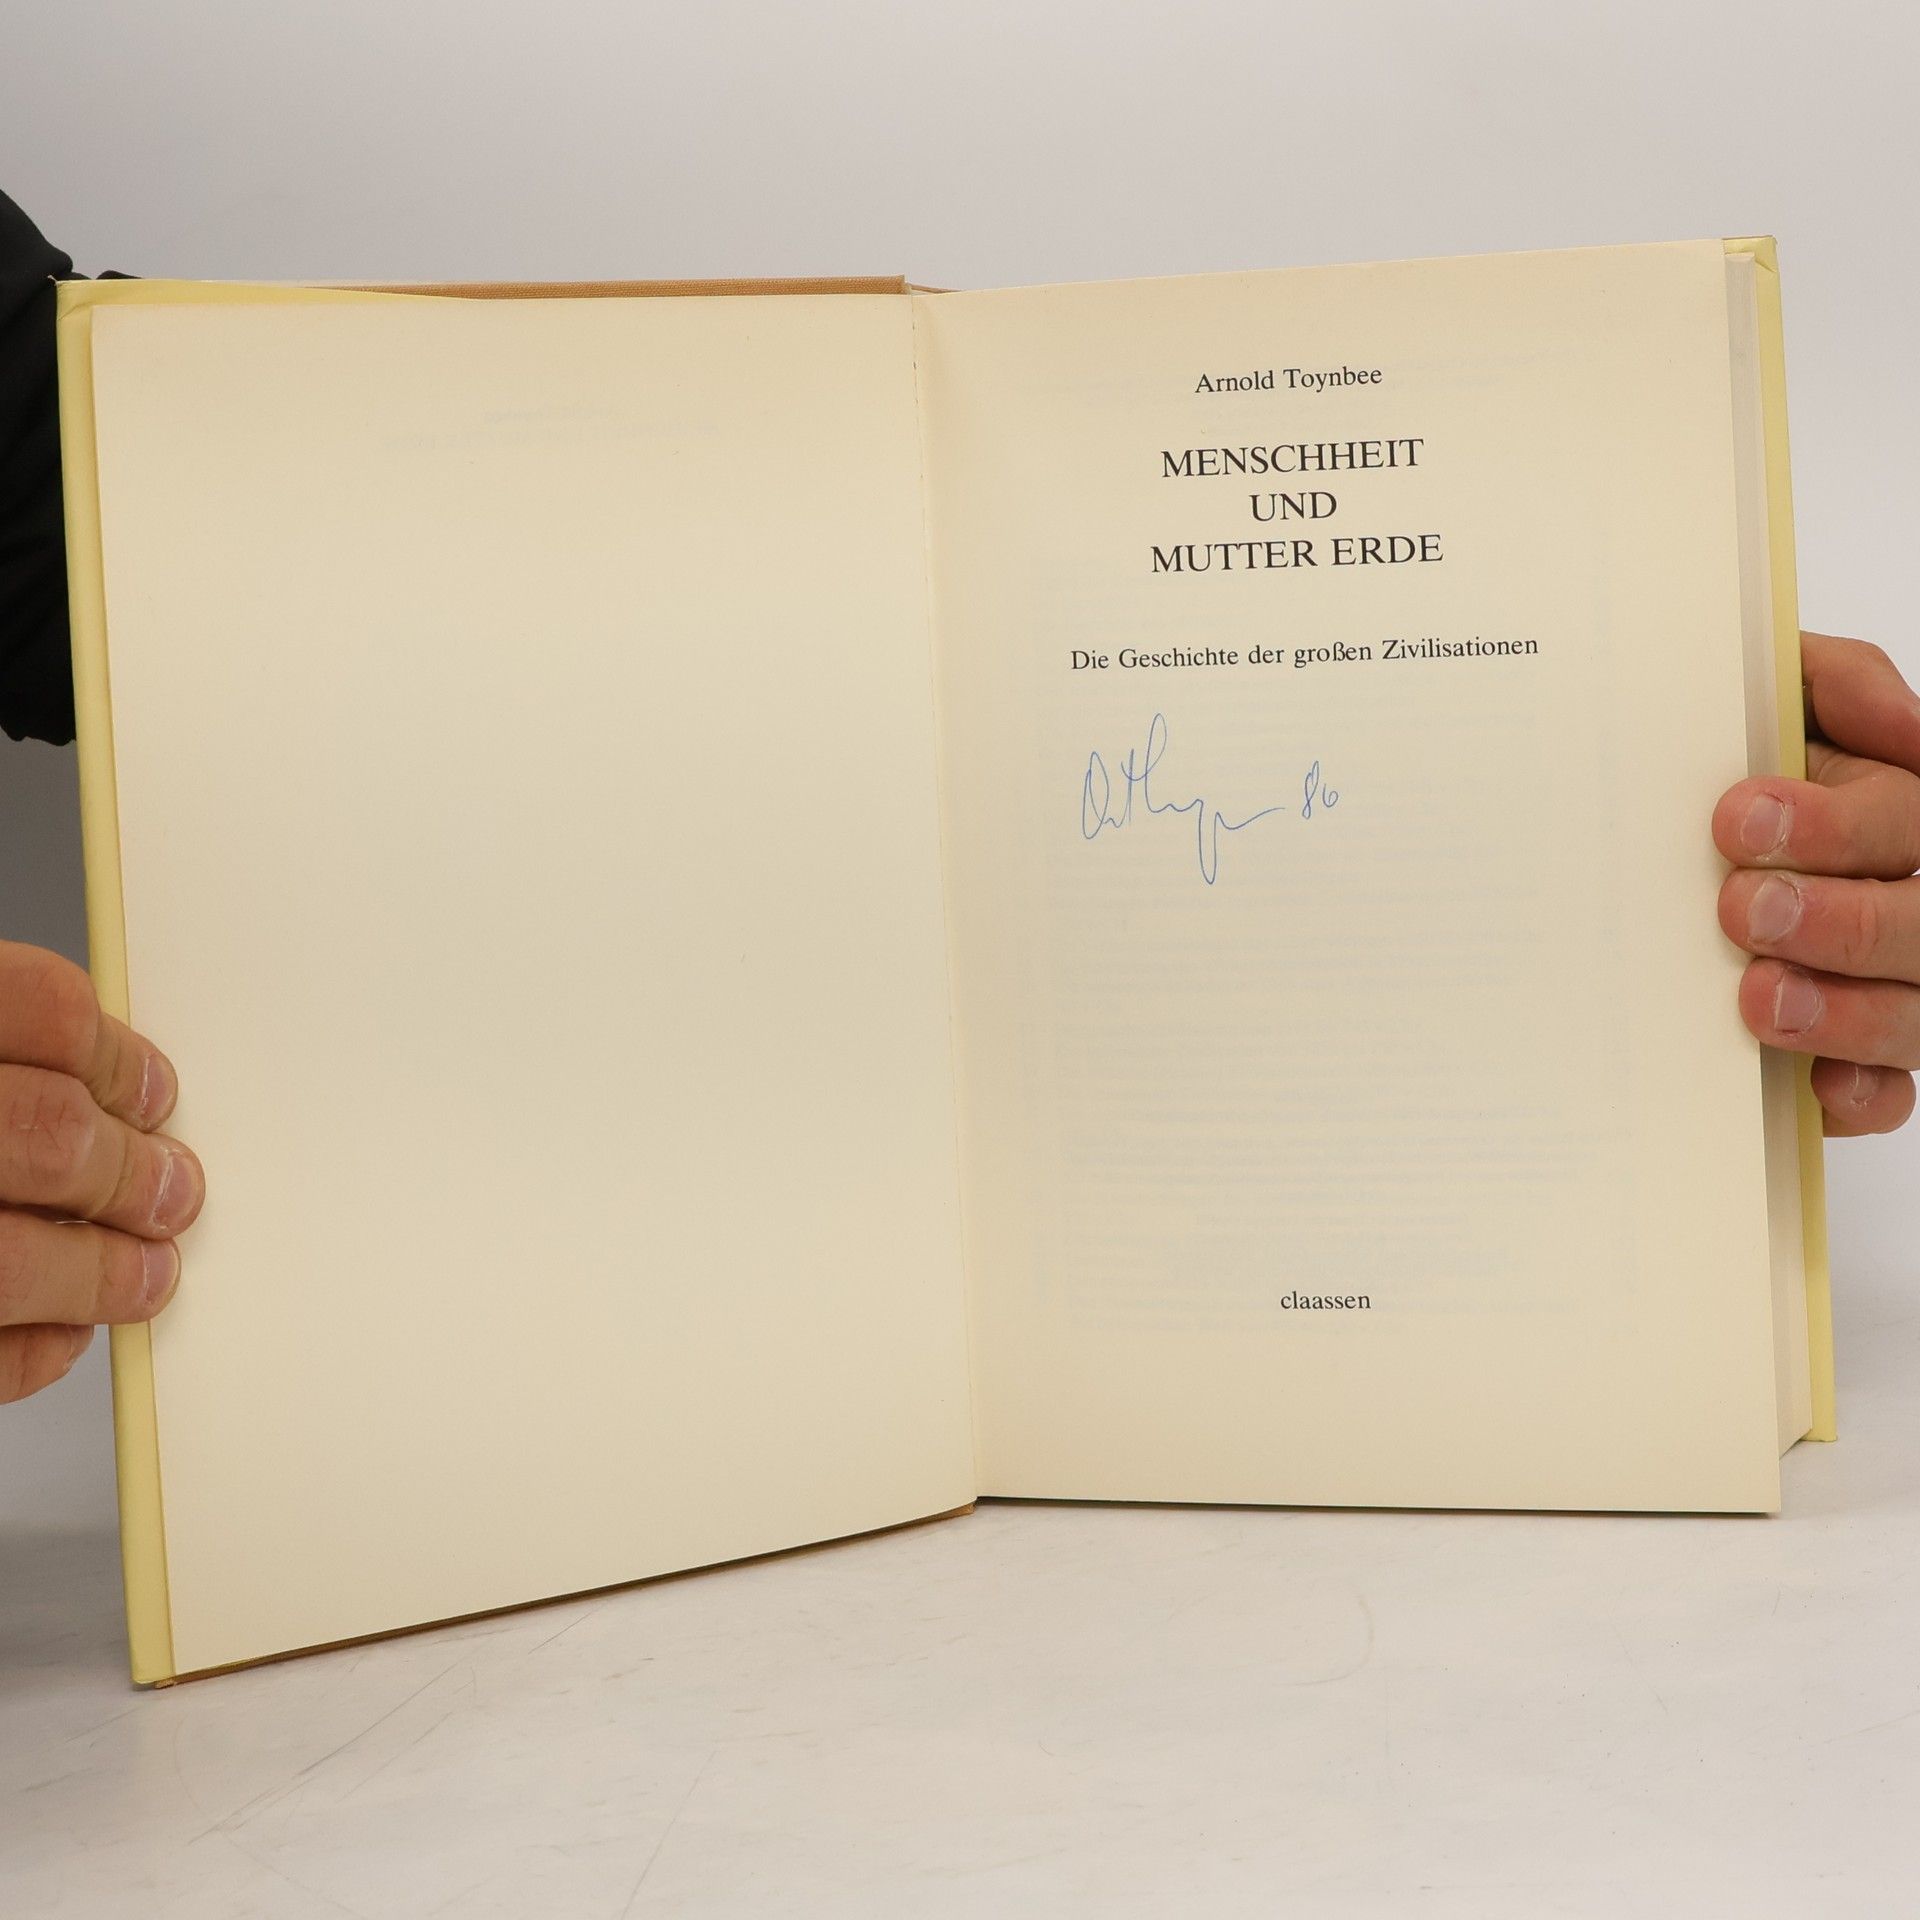 Arnold Toynbee
MENSCHHEIT
UND
MUTTER ERDE
Die Geschichte der großen Zivilisationen
86
claassen